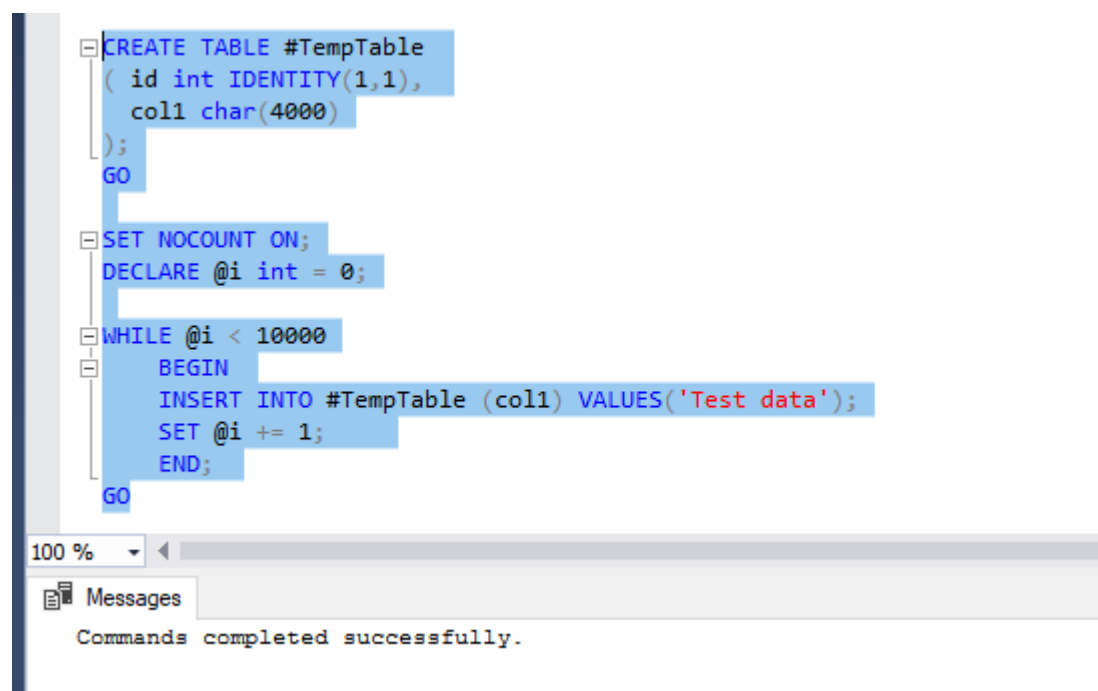 CREATE TABLE #TempTable
( id int IDENTITY(1,1),
col1 char(4000)
);
GO
SET NOCOUNT ON;
DECLARE @i int = 0;
WHILE @i < 10000
BEGIN
INSERT INTO #TempTable (col1) VALUES('Test data');
SET @i += 1;
END;
GO
100 %
Messages
Commands completed successfully.